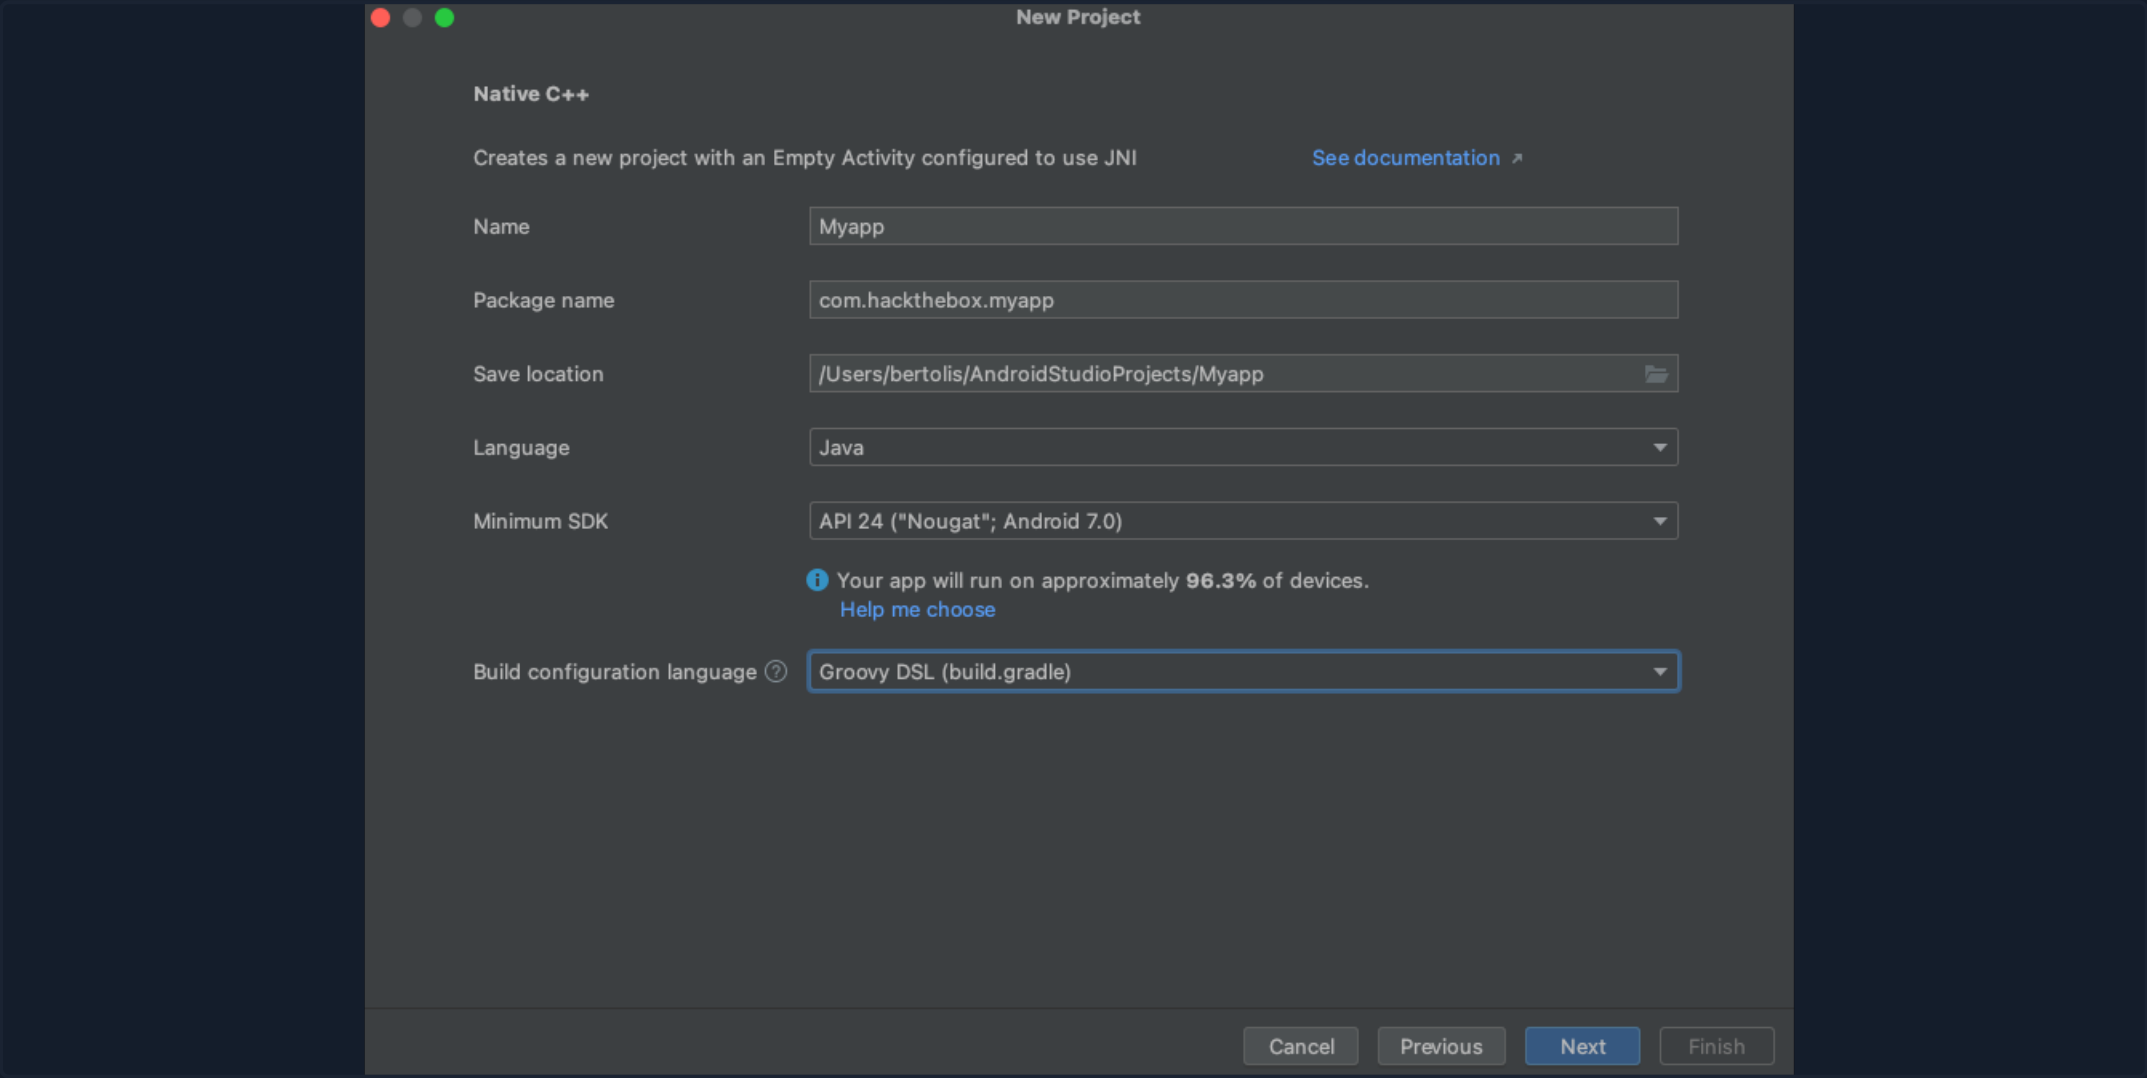 New Project
Native C++
Creates a new project with an Empty Activity configured to use JNI See documentation ↗
Name Myapp
Package name com.hackthebox.myapp
Save location /Users/bertolis/AndroidStudioProjects/Myapp
Language Java
Minimum SDK API 24 ("Nougat"; Android 7.0)
Your app will run on approximately 96.3% of devices.
Help me choose
Build configuration language ? Groovy DSL (build.gradle)
Cancel Previous Next Finish